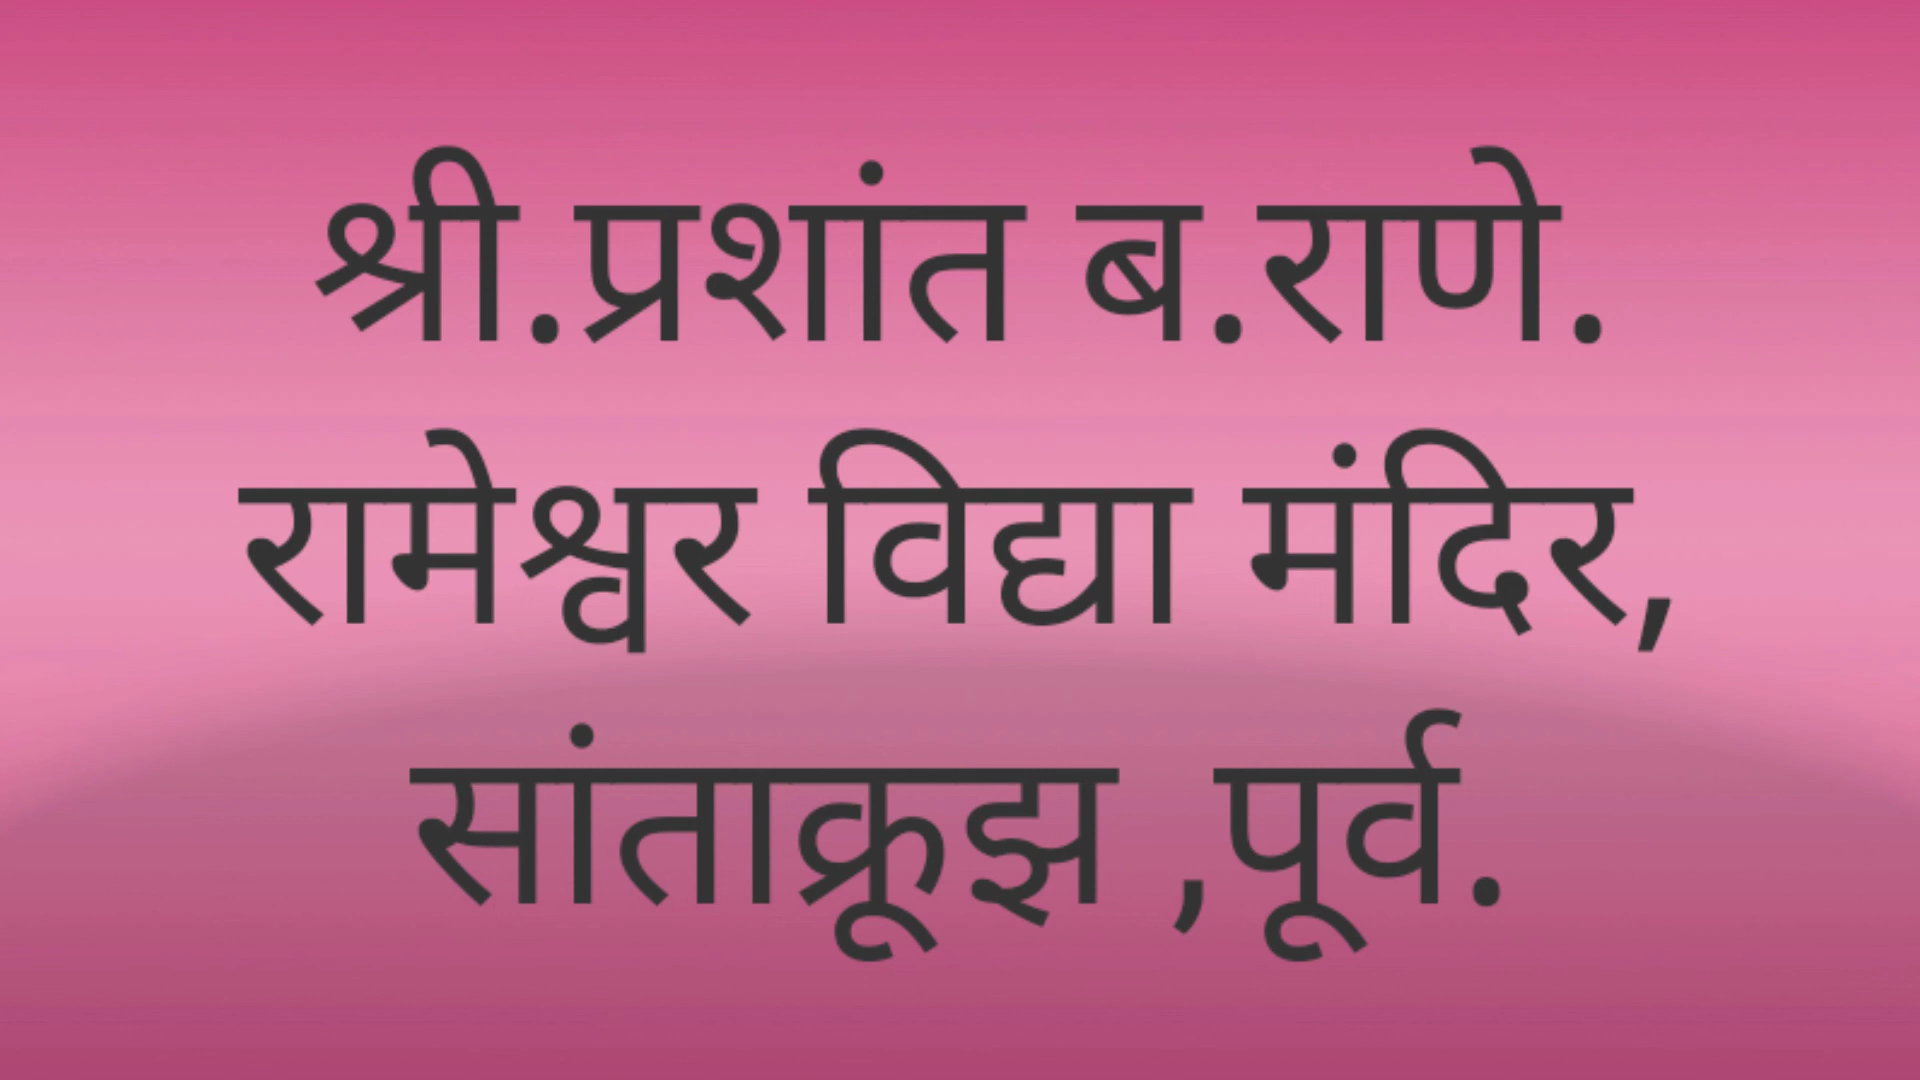 श्री.प्रशांत ब.राणे.
रामेश्वर विद्या मंदिर,
सांताक्रूझ ,पूर्व.